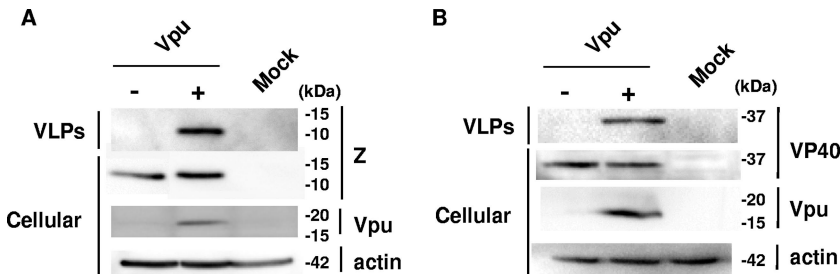 A
Vpu
Mock
- + (kDa)
VLPs
-15
-10
Z
-15
-10
Cellular
-20
-15
Vpu
-42
actin
B
Vpu
Mock
- + (kDa)
VLPs
-37
VP40
-37
Cellular
-20
-15
Vpu
-42
actin